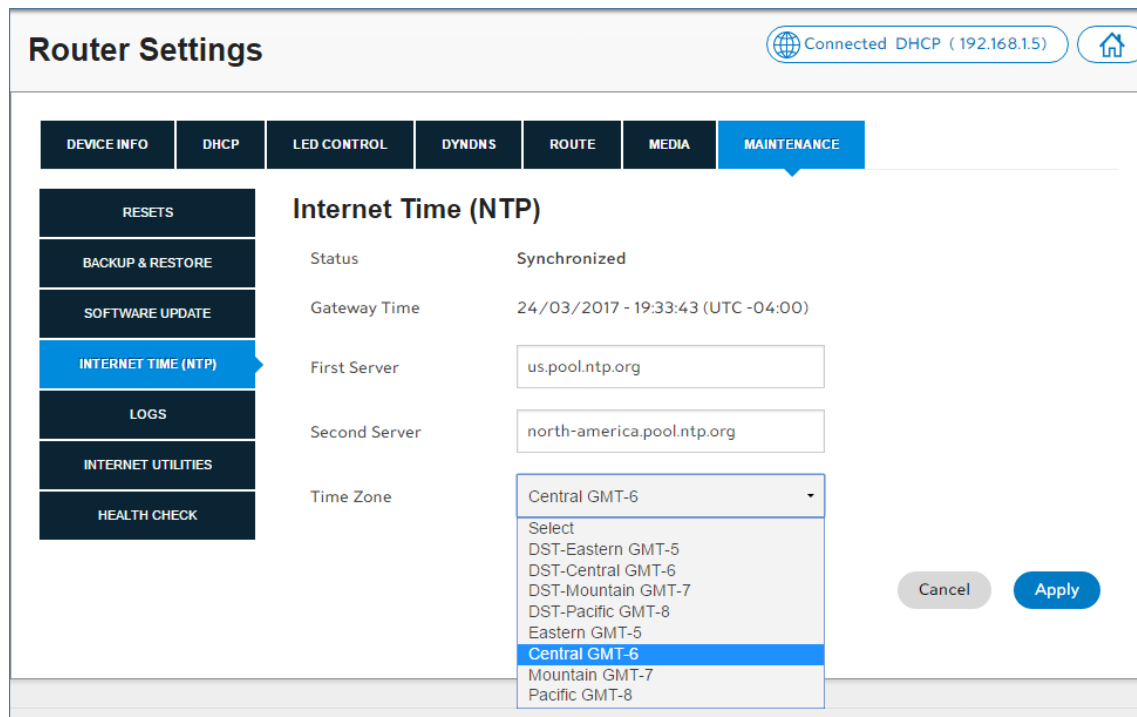 Router Settings
Connected DHCP ( 192.168.1.5)
DEVICE INFO
DHCP
LED CONTROL
DYNDNS
ROUTE
MEDIA
MAINTENANCE
RESETS
BACKUP & RESTORE
SOFTWARE UPDATE
INTERNET TIME (NTP)
LOGS
INTERNET UTILITIES
HEALTH CHECK
Internet Time (NTP)
Status Synchronized
Gateway Time 24/03/2017 - 19:33:43 (UTC -04:00)
First Server us.pool.ntp.org
Second Server north-america.pool.ntp.org
Time Zone Central GMT-6
Select
DST-Eastern GMT-5
DST-Central GMT-6
DST-Mountain GMT-7
DST-Pacific GMT-8
Eastern GMT-5
Central GMT-6
Mountain GMT-7
Pacific GMT-8
Cancel
Apply